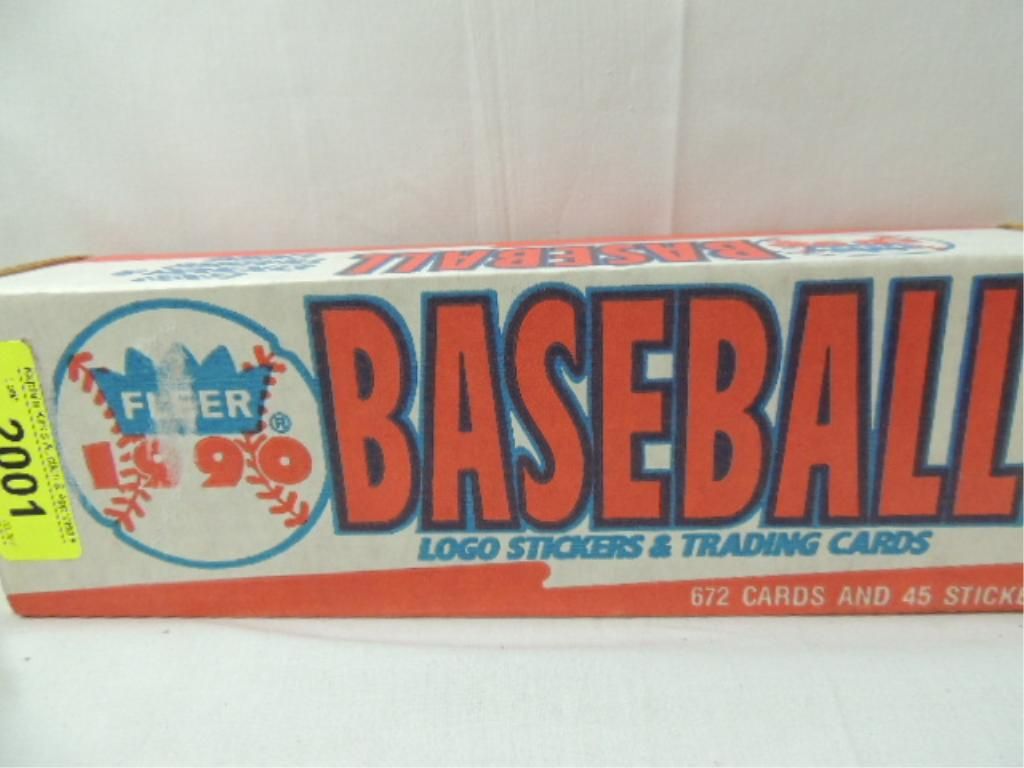 BASEBALL
FLEER ®
1990
BASEBALL
LOGO STICKERS & TRADING CARDS
672 CARDS AND 45 STICKE
2001